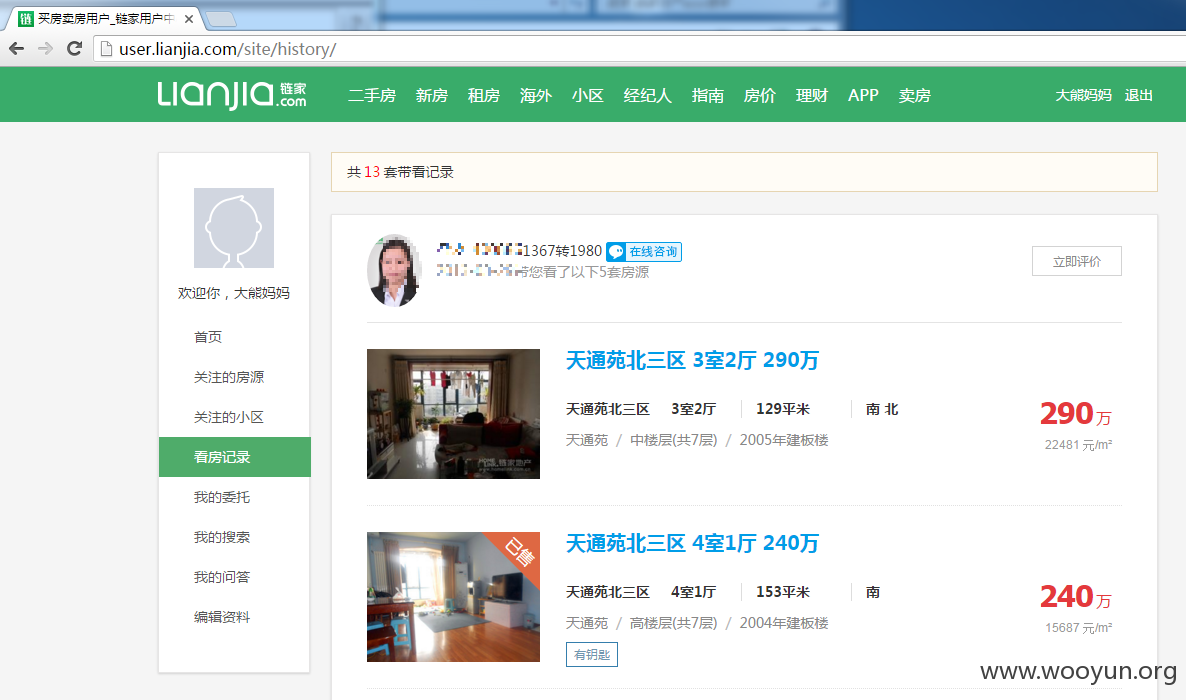 买房卖房用户_链家用户中
user.lianjia.com/site/history/
Lianjia.com 链家
二手房 新房 租房 海外 小区 经纪人 指南 房价 理财 APP 卖房
大熊妈妈 退出
欢迎你，大熊妈妈
首页
关注的房源
关注的小区
看房记录
我的委托
我的搜索
我的问答
编辑资料
共 13 套带看记录
1367转1980 在线咨询
带您看了以下5套房源
立即评价
天通苑北三区 3室2厅 290万
天通苑北三区 3室2厅 129平米 南 北
天通苑 / 中楼层(共7层) / 2005年建板楼
290万
22481 元/m²
已售
天通苑北三区 4室1厅 240万
天通苑北三区 4室1厅 153平米 南
天通苑 / 高楼层(共7层) / 2004年建板楼
有钥匙
240万
15687 元/m²
www.wooyun.org